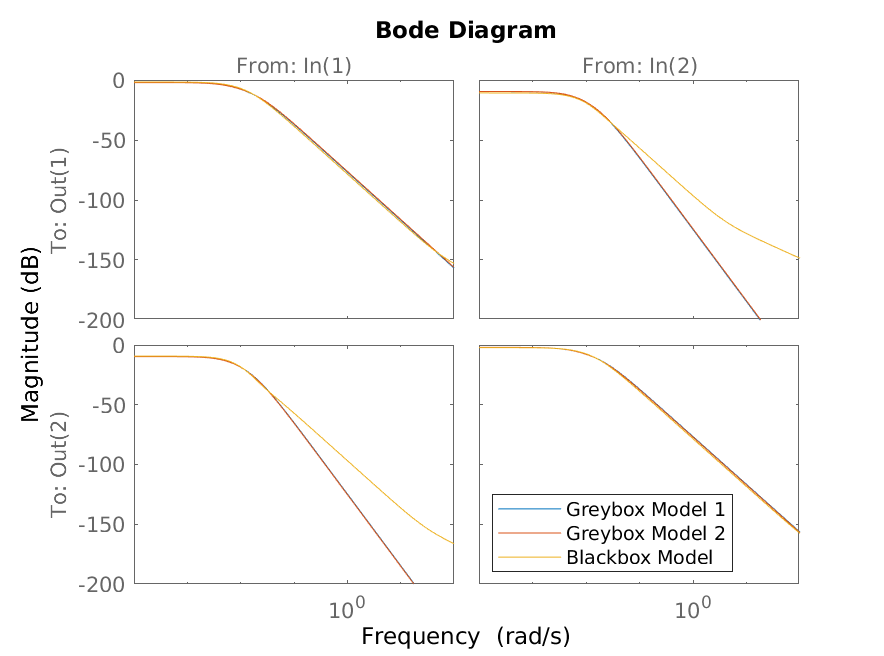 Bode Diagram
From: In(1)
From: In(2)
Magnitude (dB)
To: Out(1)
0
-50
-100
-150
-200
To: Out(2)
0
-50
-100
-150
-200
Greybox Model 1
Greybox Model 2
Blackbox Model
10^0
10^0
Frequency (rad/s)